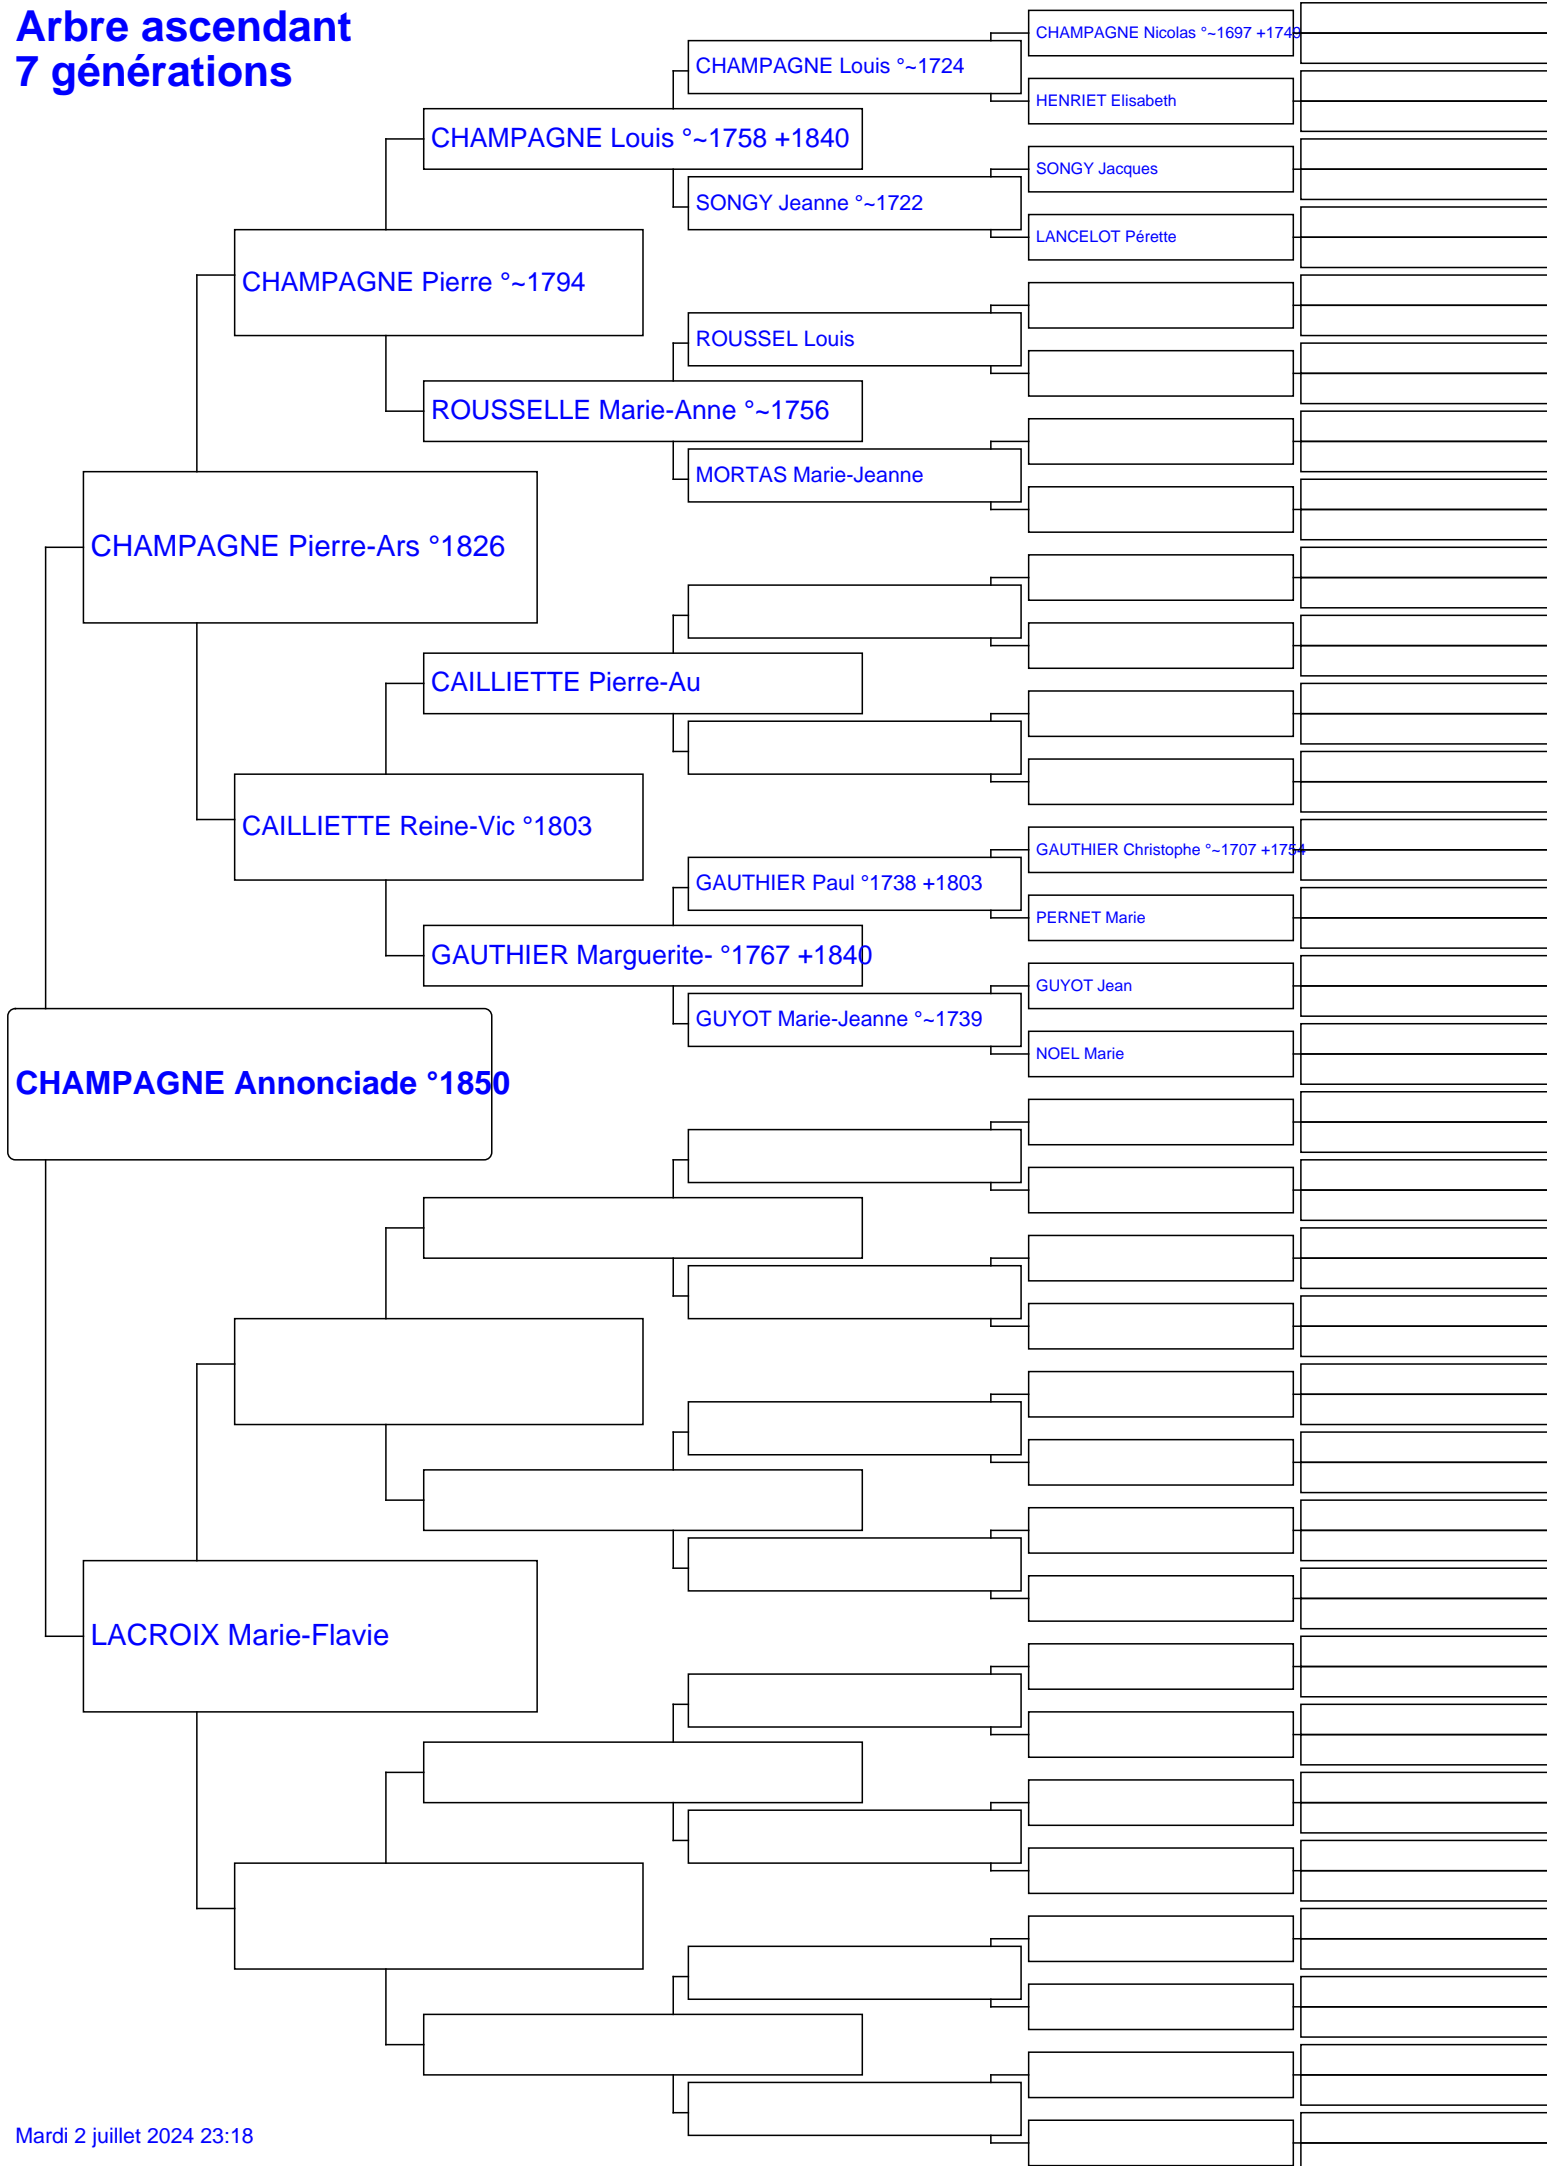 Arbre ascendant
7 générations
CHAMPAGNE Nicolas °~1697 +1749
CHAMPAGNE Louis °~1724
HENRIET Elisabeth
CHAMPAGNE Louis °~1758 +1840
SONGY Jacques
SONGY Jeanne °~1722
LANCELOT Pérette
CHAMPAGNE Pierre °~1794
ROUSSEL Louis
ROUSSELLE Marie-Anne °~1756
MORTAS Marie-Jeanne
CHAMPAGNE Pierre-Ars °1826
CAILLIETTE Pierre-Au
CAILLIETTE Reine-Vic °1803
GAUTHIER Christophe °~1707 +1754
GAUTHIER Paul °1738 +1803
PERNET Marie
GAUTHIER Marguerite- °1767 +1840
GUYOT Jean
GUYOT Marie-Jeanne °~1739
NOEL Marie
CHAMPAGNE Annonciade °1850
LACROIX Marie-Flavie
Mardi 2 juillet 2024 23:18